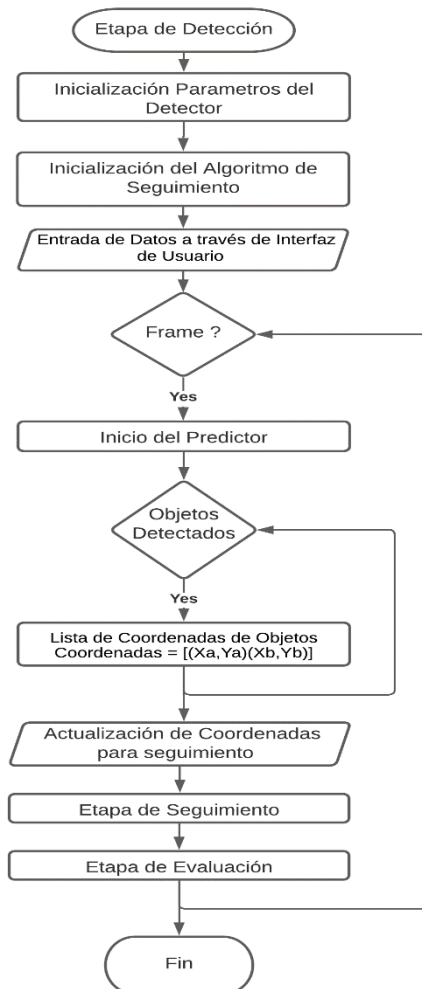 Etapa de Detección
Inicialización Parametros del
Detector
Inicialización del Algoritmo de
Seguimiento
Entrada de Datos a través de Interfaz
de Usuario
Frame ?
Yes
Inicio del Predictor
Objetos
Detectados
Yes
Lista de Coordenadas de Objetos
Coordenadas = [(Xa,Ya)(Xb,Yb)]
Actualización de Coordenadas
para seguimiento
Etapa de Seguimiento
Etapa de Evaluación
Fin